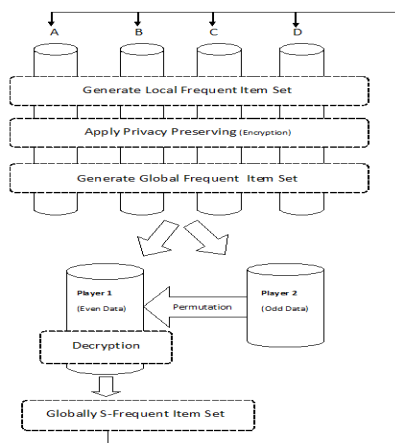 A B C D
Generate Local Frequent Item Set
Apply Privacy Preserving (Encryption)
Generate Global Frequent Item Set
Player 1
(Even Data)
Permutation
Player 2
(Odd Data)
Decryption
Globally S-Frequent Item Set